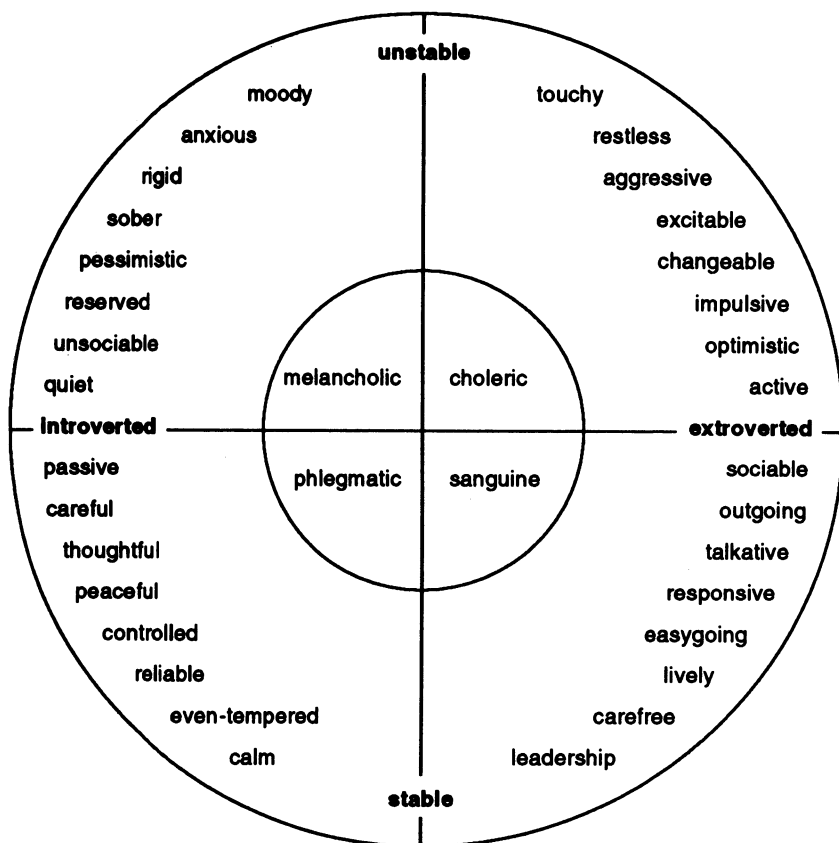 unstable
moody
touchy
anxious
restless
rigid
aggressive
sober
excitable
pessimistic
changeable
reserved
impulsive
unsociable
optimistic
melancholic
choleric
quiet
active
introverted
extroverted
passive
sociable
phlegmatic
sanguine
careful
outgoing
thoughtful
talkative
peaceful
responsive
controlled
easygoing
reliable
lively
even-tempered
carefree
calm
leadership
stable